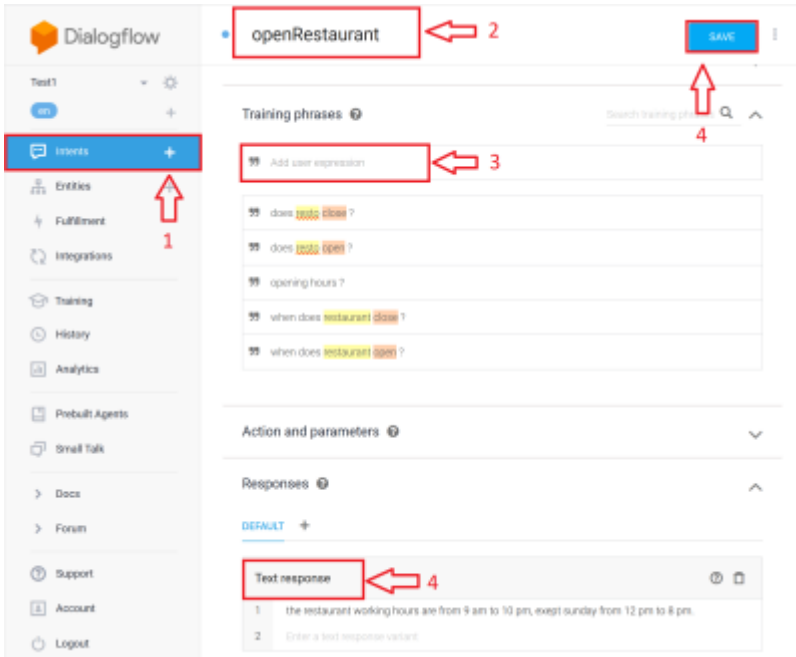 Dialogflow
openRestaurant
2
SAVE
Test1
en
Training phrases
Search training phr
4
Intents
Add user expression
3
Entities
does resto close ?
1
Fulfillment
does resto open ?
Integrations
opening hours ?
Training
when does restaurant close ?
History
when does restaurant open ?
Analytics
Prebuilt Agents
Action and parameters
Small Talk
Responses
Docs
DEFAULT
Forum
Support
Text response
4
Account
1 the restaurant working hours are from 9 am to 10 pm, exept sunday from 12 pm to 8 pm.
Logout
2 Enter a text response variant